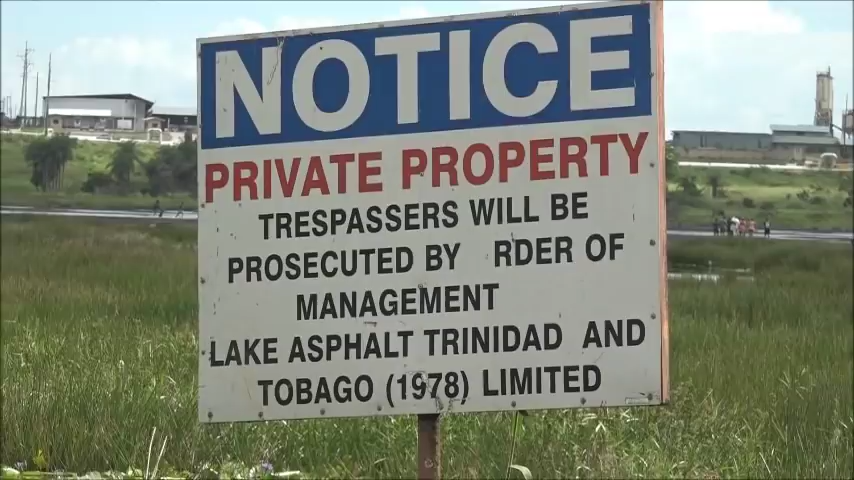 NOTICE
PRIVATE PROPERTY
TRESPASSERS WILL BE
PROSECUTED BY RDER OF
MANAGEMENT
LAKE ASPHALT TRINIDAD AND
TOBAGO (1978) LIMITED